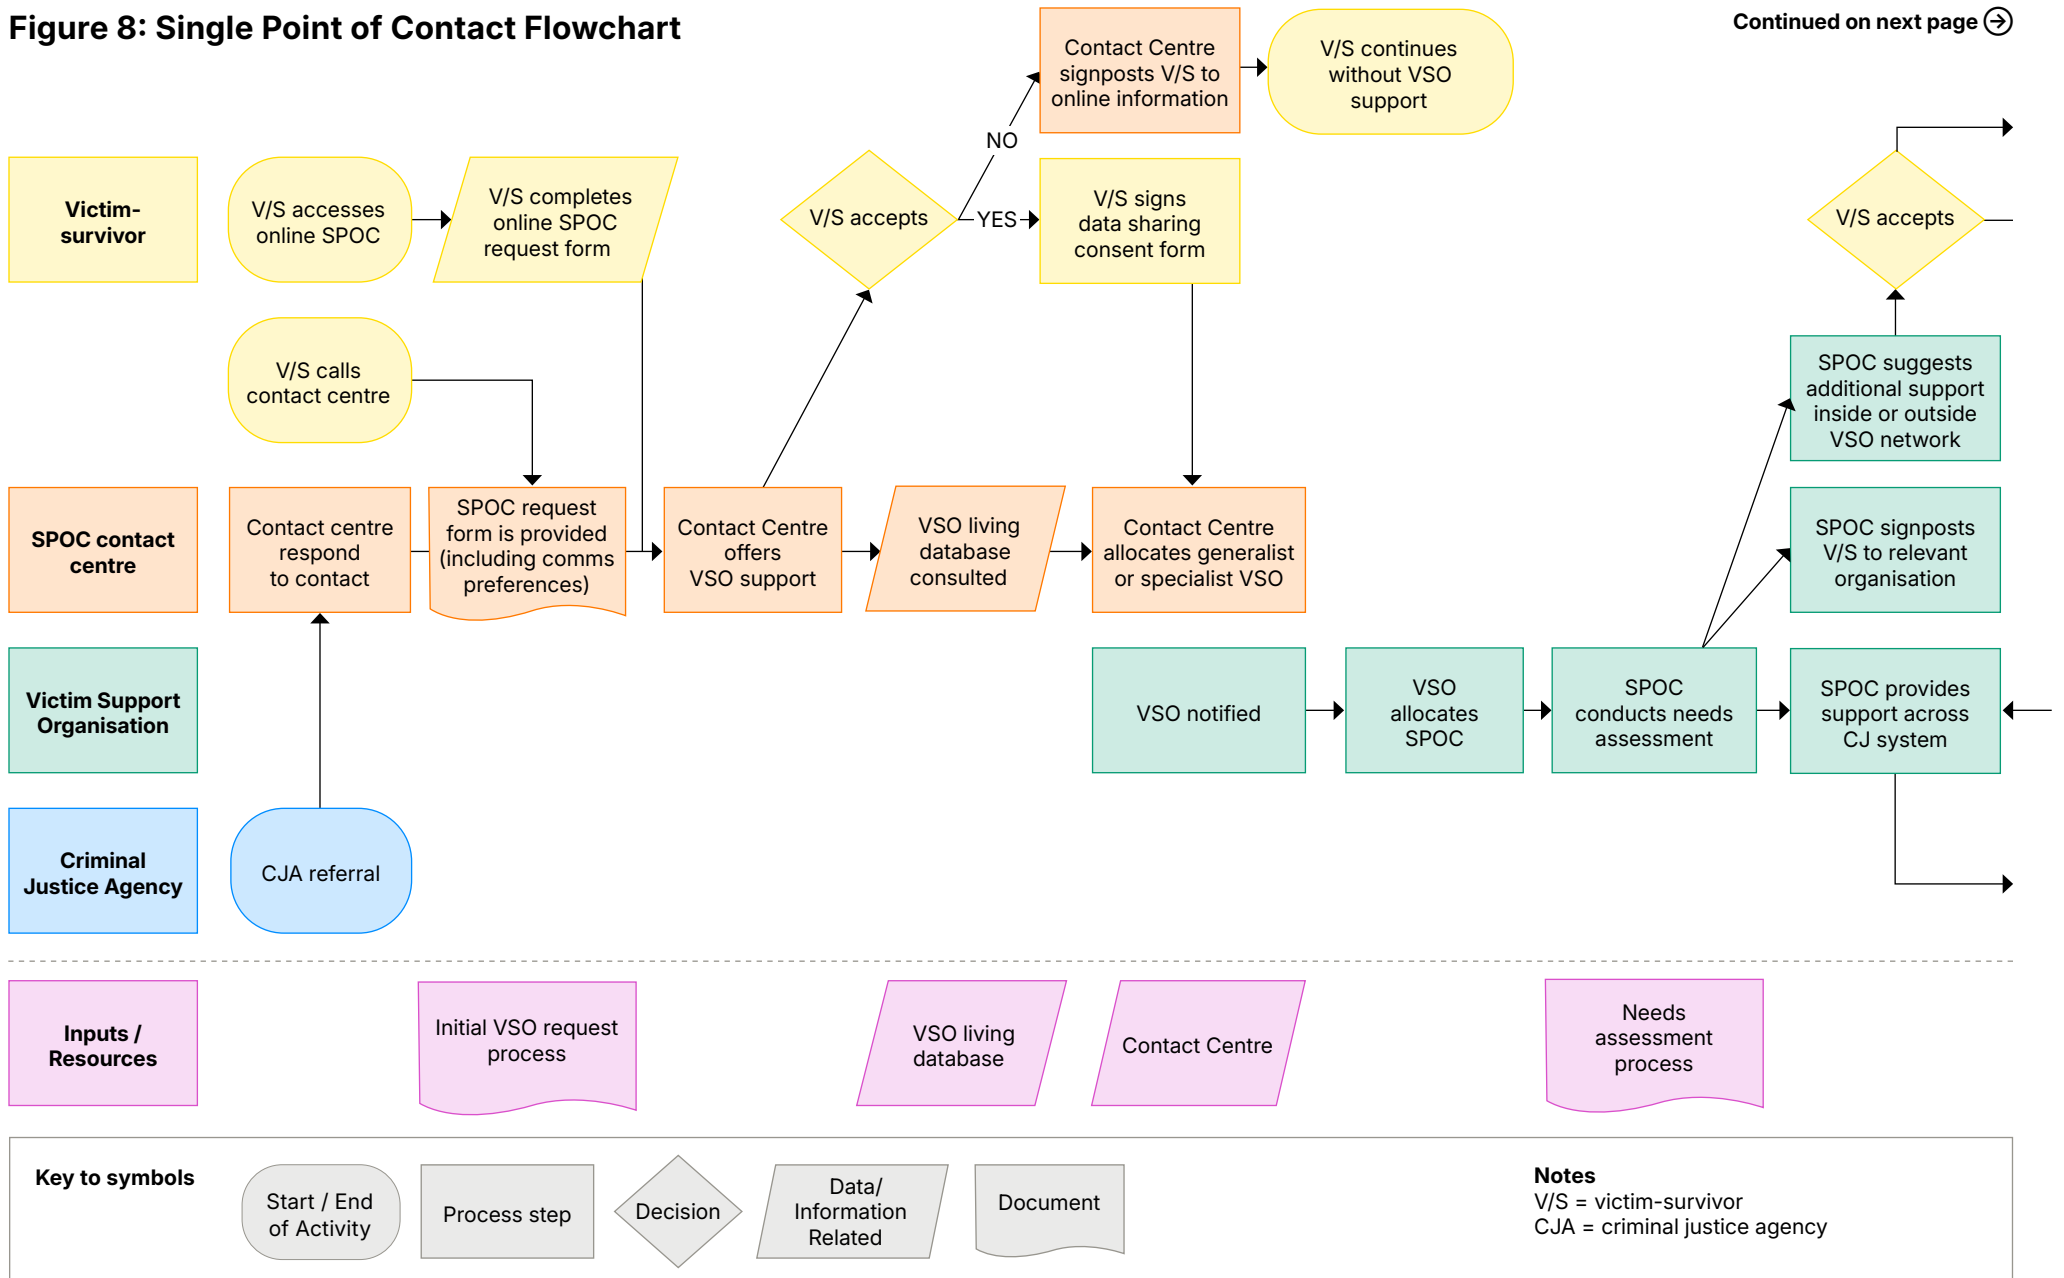 Figure 8: Single Point of Contact Flowchart
Continued on next page
Contact Centre
signposts V/S to
online information
V/S continues
without VSO
support
NO
Victim-
survivor
V/S accesses
online SPOC
V/S completes
online SPOC
request form
V/S accepts
YES
V/S signs
data sharing
consent form
V/S accepts
V/S calls
contact centre
SPOC suggests
additional support
inside or outside
VSO network
SPOC contact
centre
Contact centre
respond
to contact
SPOC request
form is provided
(including comms
preferences)
Contact Centre
offers
VSO support
VSO living
database
consulted
Contact Centre
allocates generalist
or specialist VSO
SPOC signposts
V/S to relevant
organisation
Victim Support
Organisation
VSO notified
VSO
allocates
SPOC
SPOC
conducts needs
assessment
SPOC provides
support across
CJ system
Criminal
Justice Agency
CJA referral
Inputs /
Resources
Initial VSO request
process
VSO living
database
Contact Centre
Needs
assessment
process
Key to symbols
Start / End
of Activity
Process step
Decision
Data/
Information
Related
Document
Notes
V/S = victim-survivor
CJA = criminal justice agency